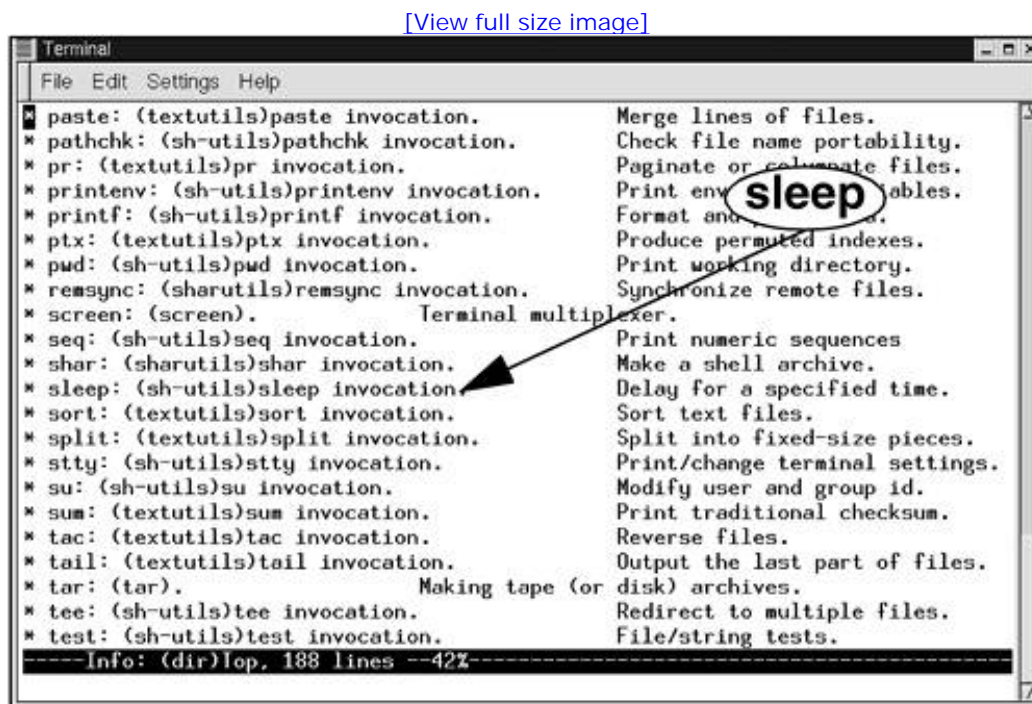 [View full size image]
Terminal
File Edit Settings Help
* paste: (textutils)paste invocation. Merge lines of files.
* pathchk: (sh-utils)pathchk invocation. Check file name portability.
* pr: (textutils)pr invocation. Paginate or columnate files.
* printenv: (sh-utils)printenv invocation. Print
sleep
* printf: (sh-utils)printf invocation. Format and
* ptx: (textutils)ptx invocation. Produce permuted indexes.
* pwd: (sh-utils)pwd invocation. Print working directory.
* remsync: (sharutils)remsync invocation. Synchronize remote files.
* screen: (screen). Terminal multiplexer.
* seq: (sh-utils)seq invocation. Print numeric sequences
* shar: (sharutils)shar invocation. Make a shell archive.
* sleep: (sh-utils)sleep invocation. Delay for a specified time.
* sort: (textutils)sort invocation. Sort text files.
* split: (textutils)split invocation. Split into fixed-size pieces.
* stty: (sh-utils)stty invocation. Print/change terminal settings.
* su: (sh-utils)su invocation. Modify user and group id.
* sum: (textutils)sum invocation. Print traditional checksum.
* tac: (textutils)tac invocation. Reverse files.
* tail: (textutils)tail invocation. Output the last part of files.
* tar: (tar). Making tape (or disk) archives.
* tee: (sh-utils)tee invocation. Redirect to multiple files.
* test: (sh-utils)test invocation. File/string tests.
-----Info: (dir)Top, 188 lines --42%-----